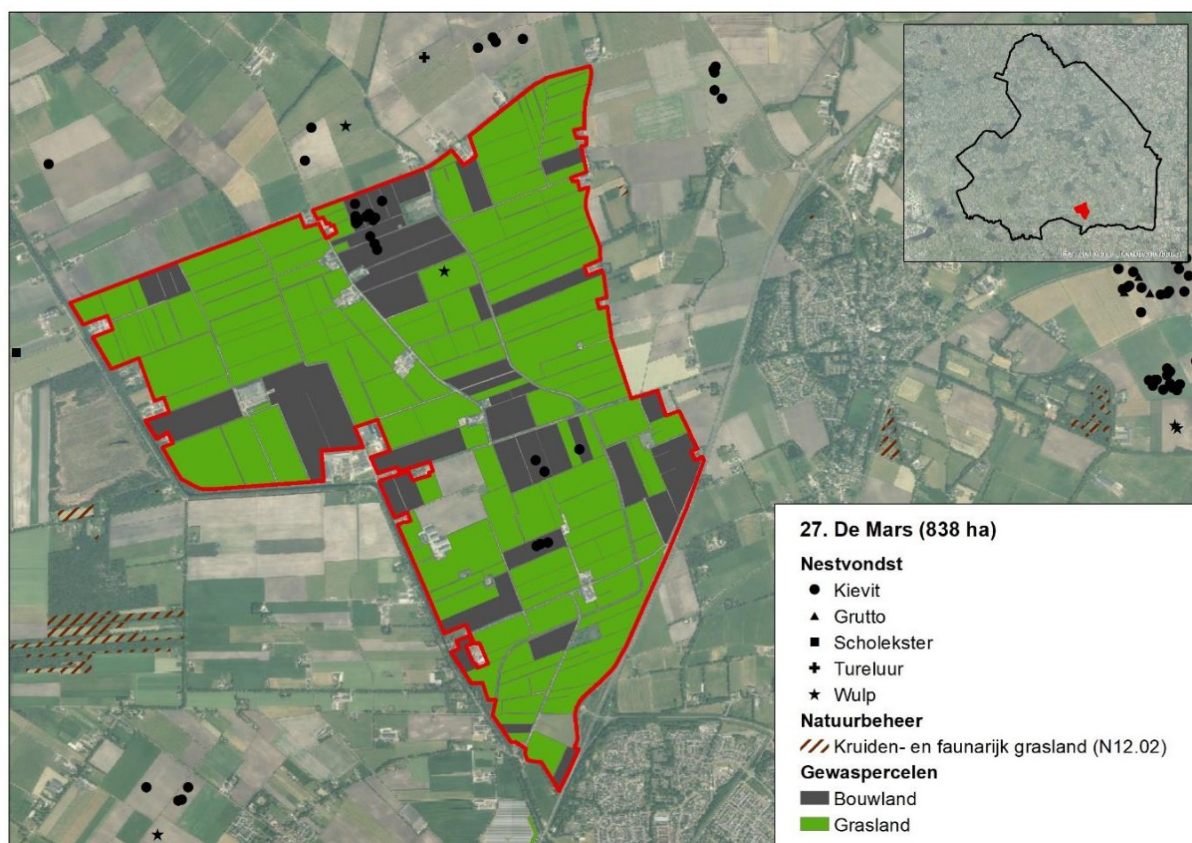 27. De Mars (838 ha)
Nestvondst
Kievit
Grutto
Scholekster
Tureluur
Wulp
Natuurbeheer
Kruiden- en faunarijk grasland (N12.02)
Gewaspercelen
Bouwland
Grasland